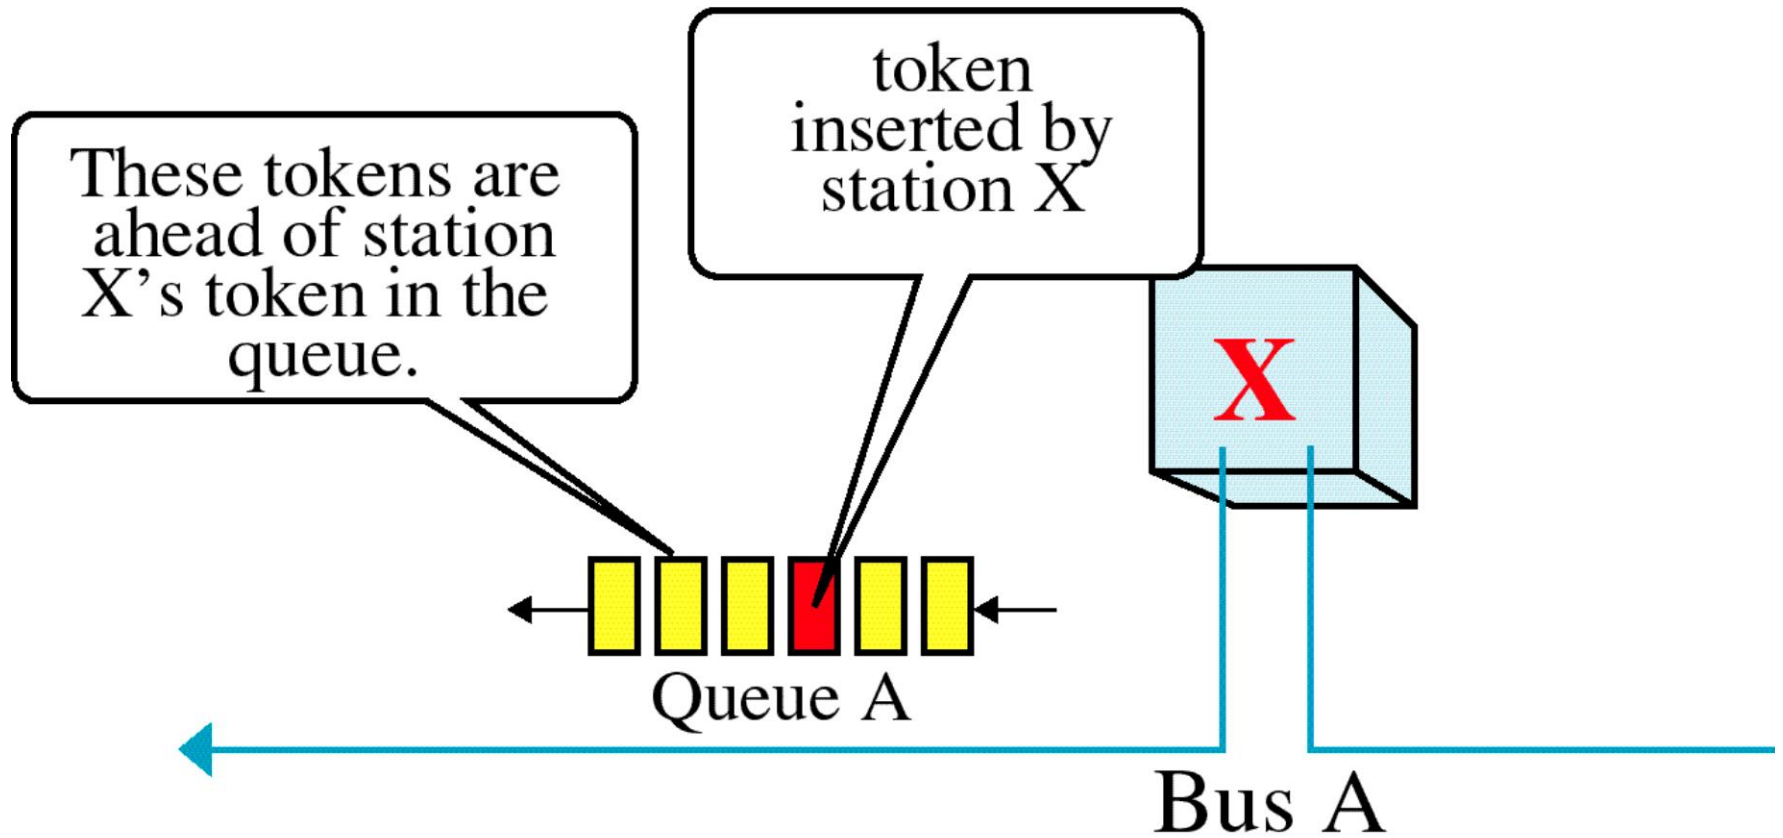 These tokens are
ahead of station
X’s token in the
queue.
token
inserted by
station X
X
Queue A
Bus A